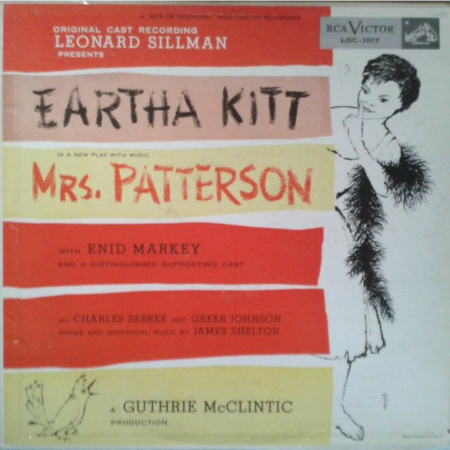 A "NEW ORTHOPHONIC" HIGH FIDELITY RECORDING
ORIGINAL CAST RECORDING
LEONARD SILLMAN
PRESENTS
RCA VICTOR
LOC-1017
EARTHA KITT
IN A NEW PLAY WITH MUSIC
MRS. PATTERSON
WITH ENID MARKEY
AND A DISTINGUISHED SUPPORTING CAST
BY CHARLES SEBREE AND GREER JOHNSON
SONGS AND INCIDENTAL MUSIC BY JAMES SHELTON
A GUTHRIE McCLINTIC
PRODUCTION